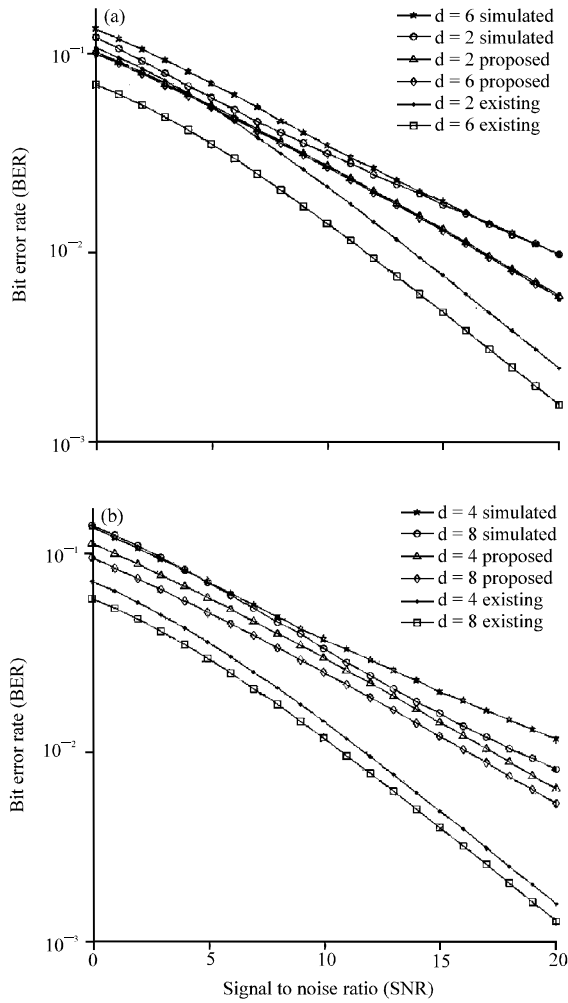 (a)
d = 6 simulated
d = 2 simulated
d = 2 proposed
d = 6 proposed
d = 2 existing
d = 6 existing
10⁻¹
10⁻²
10⁻³
Bit error rate (BER)
(b)
d = 4 simulated
d = 8 simulated
d = 4 proposed
d = 8 proposed
d = 4 existing
d = 8 existing
10⁻¹
10⁻²
10⁻³
Bit error rate (BER)
0 5 10 15 20
Signal to noise ratio (SNR)